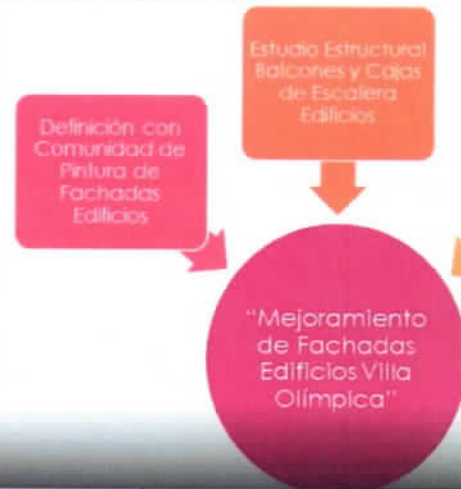 Estudio Estructural
Balcones y Cajas
de Escalera
Edificios
Definición con
Comunidad de
Pintura de
Fachadas
Edificios
"Mejoramiento
de Fachadas
Edificios Villa
Olímpica"